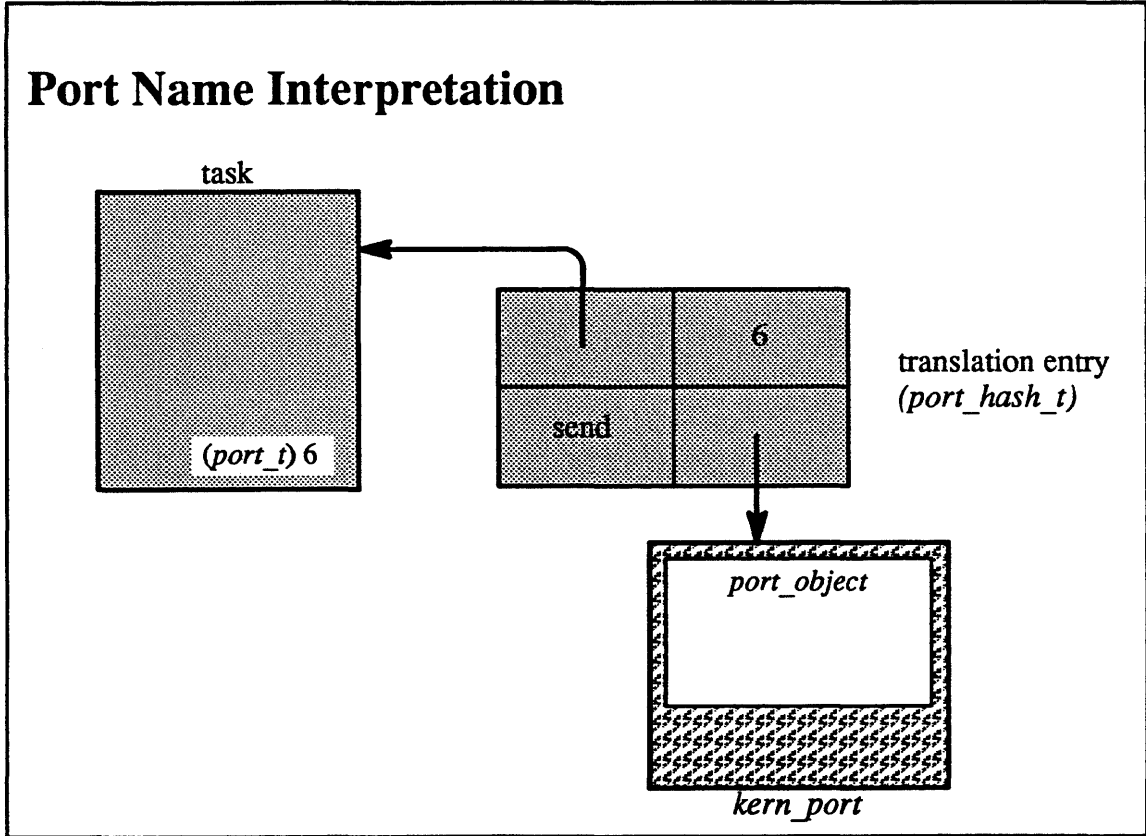 Port Name Interpretation
task
6
translation entry
(port_hash_t)
send
(port_t) 6
port_object
kern_port